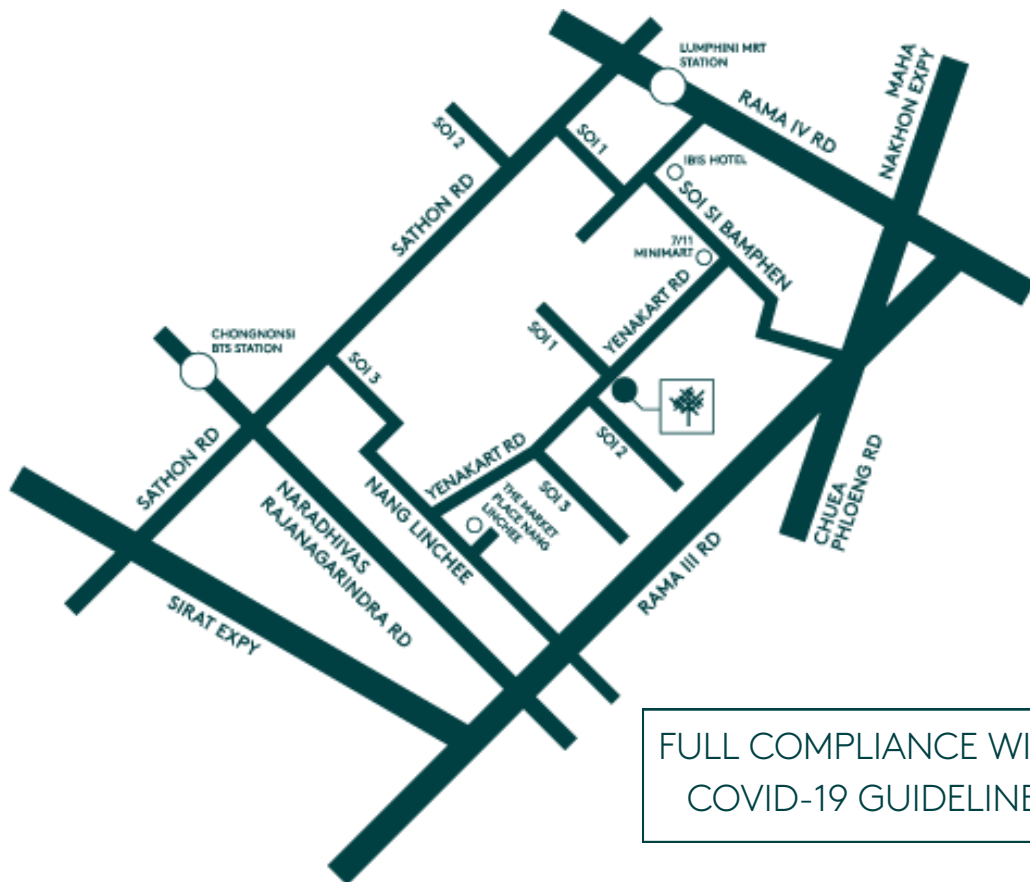 LUMPHINI MRT
STATION
MAHA
NAKHON EXPY
RAMA IV RD
SOI 2
SOI 1
IBIS HOTEL
SATHON RD
SOI SI BAMPHEN
7/11
MINIMART
YENAKART RD
CHONGNONSI
BTS STATION
SOI 1
SOI 3
SOI 2
SATHON RD
YENAKART RD
NANG LINCHEE
THE MARKET
PLACE NANG
LINCHEE
SOI 3
CHUEA
PHLOENG RD
NARADHIVAS
RAJANAGARINDRA RD
RAMA III RD
SIRAT EXPY
FULL COMPLIANCE WI
COVID-19 GUIDELINE